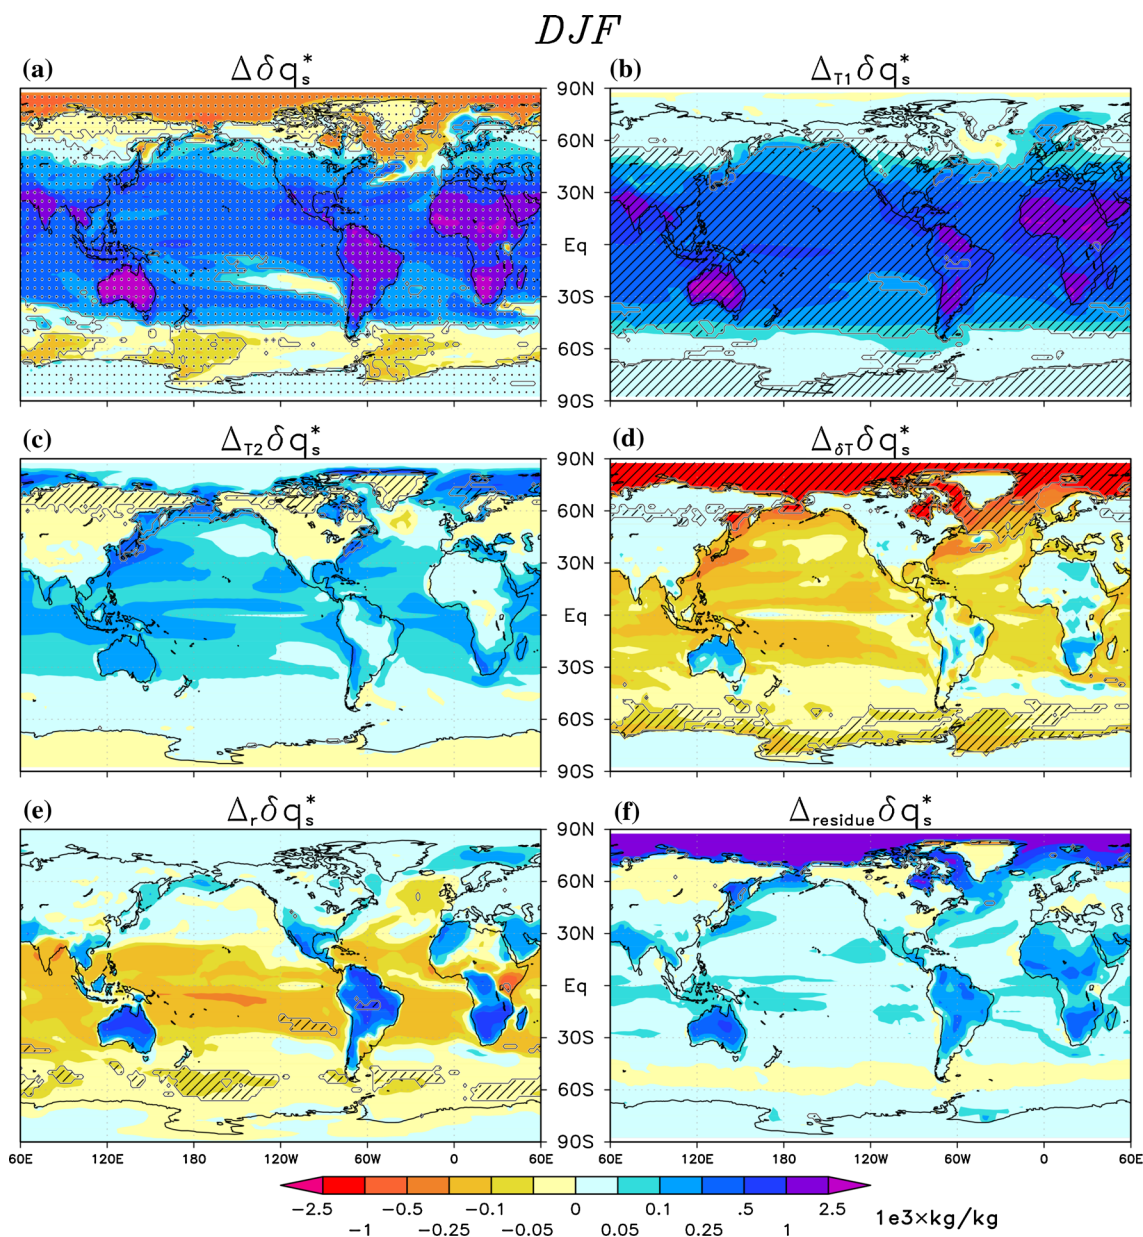 DJF
(a) Δδq*s (b) ΔT1δq*s
90N
60N
30N
Eq
30S
60S
90S
(c) ΔT2δq*s (d) ΔδTδq*s
90N
60N
30N
Eq
30S
60S
90S
(e) Δrδq*s (f) Δresidueδq*s
90N
60N
30N
Eq
30S
60S
90S
60E 120E 180 120W 60W 0 60E 60E 120E 180 120W 60W 0 60E
-2.5 -0.5 -0.1 0 0.1 .5 2.5
-1 -0.25 -0.05 0.05 0.25 1
1e3×kg/kg